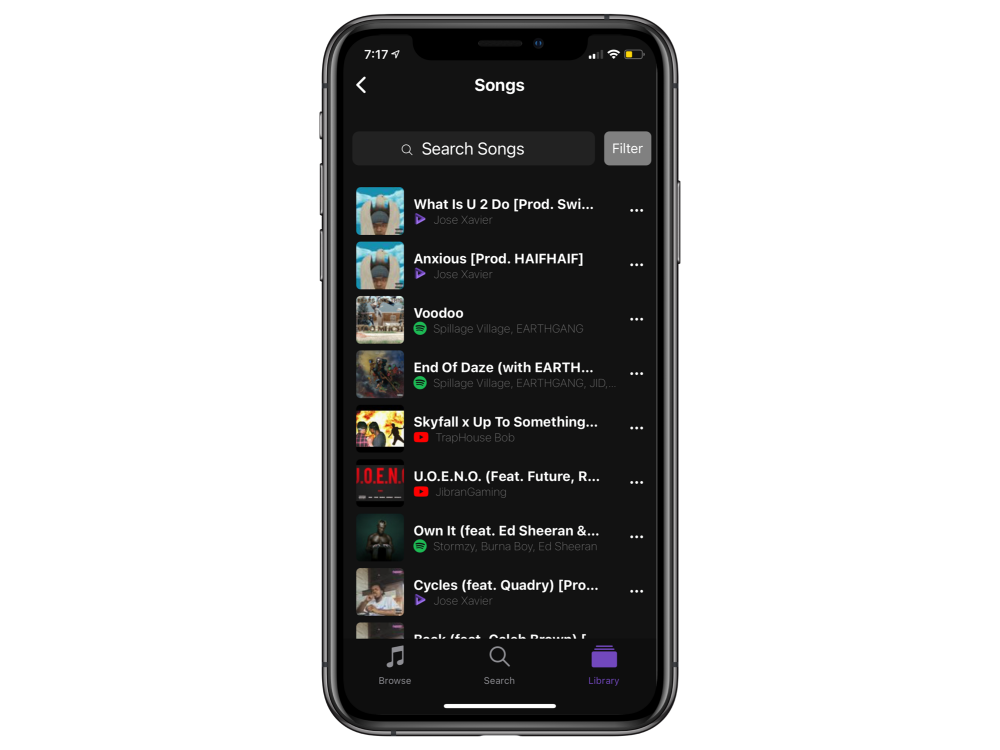 7:17
Songs
Search Songs
Filter
What Is U 2 Do [Prod. Swi...
Jose Xavier
Anxious [Prod. HAIFHAIF]
Jose Xavier
Voodoo
Spillage Village, EARTHGANG
End Of Daze (with EARTH...
Spillage Village, EARTHGANG, JID,...
Skyfall x Up To Something...
TrapHouse Bob
U.O.E.N.O. (Feat. Future, R...
JibranGaming
Own It (feat. Ed Sheeran &...
Stormzy, Burna Boy, Ed Sheeran
Cycles (feat. Quadry) [Pro...
Jose Xavier
(feat. Caleb Brown) [
Browse
Search
Library